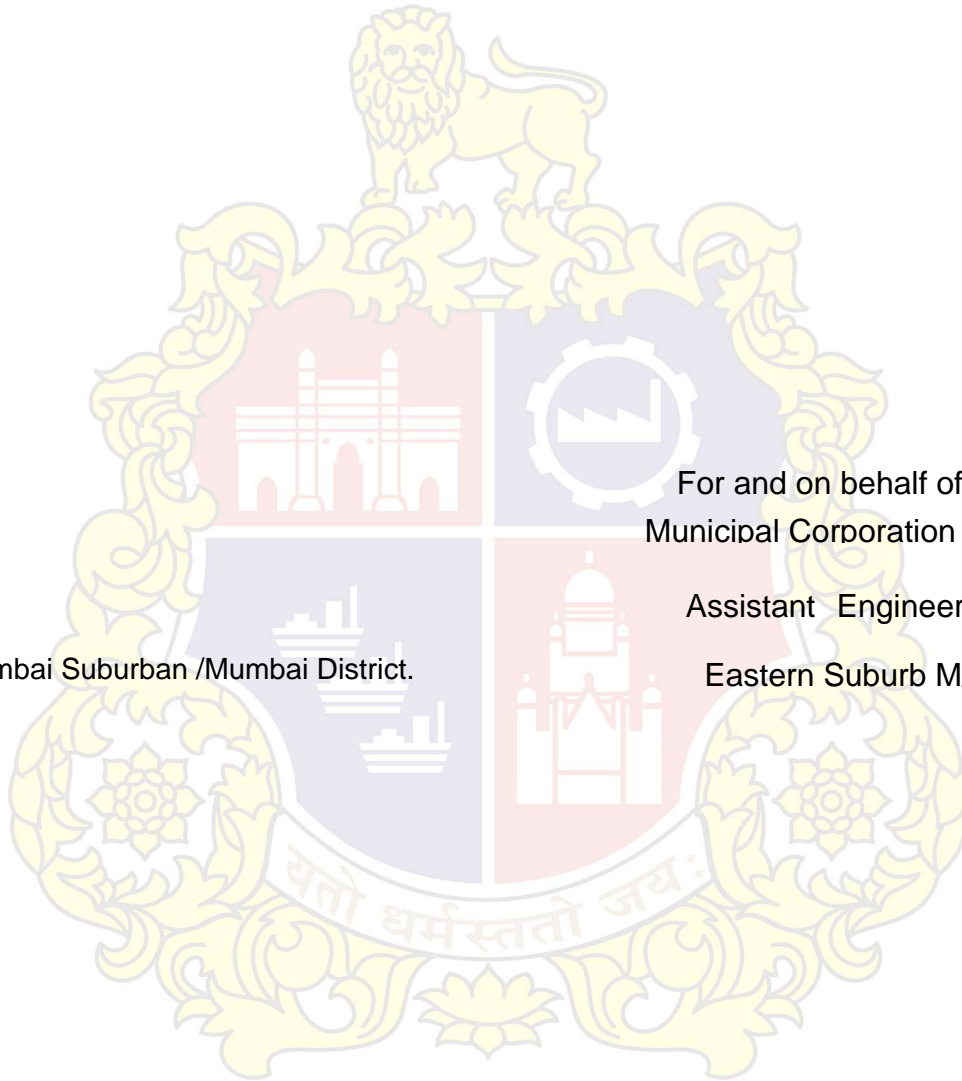 For and on behalf of
Municipal Corporation
Assistant Engineer
mbai Suburban /Mumbai District.
Eastern Suburb M
यतो धर्मस्ततो जय: